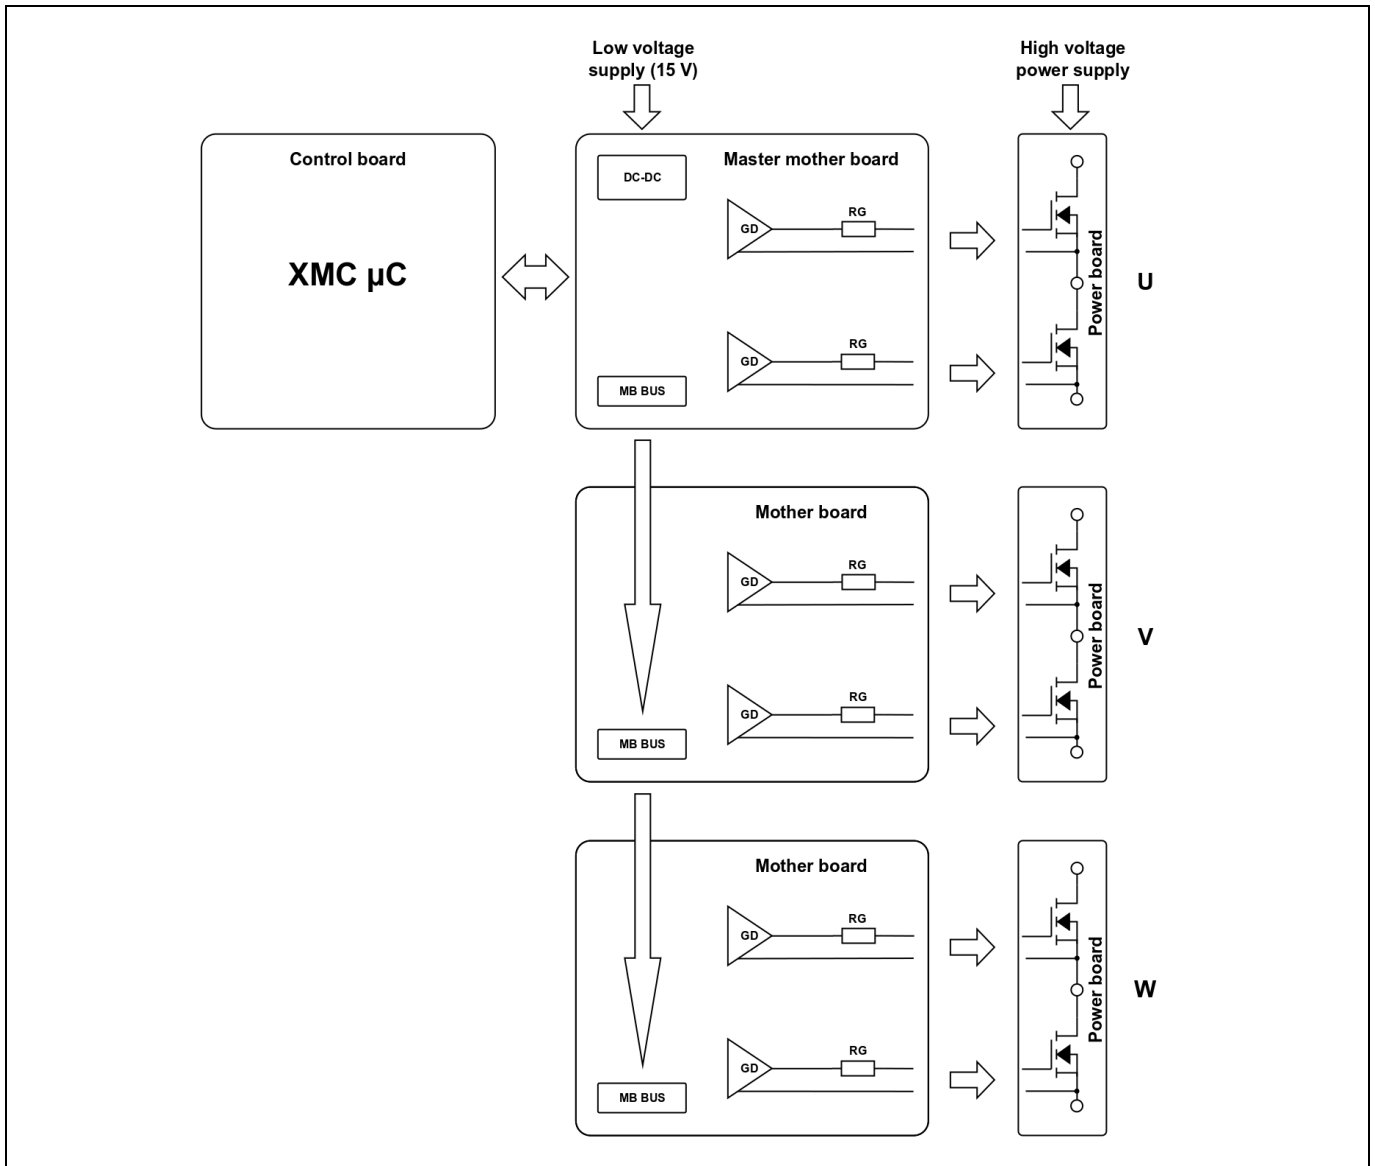 Low voltage
supply (15 V)
High voltage
power supply
Control board
XMC µC
Master mother board
DC-DC
GD
RG
GD
RG
MB BUS
Power board
U
Mother board
GD
RG
GD
RG
MB BUS
Power board
V
Mother board
GD
RG
GD
RG
MB BUS
Power board
W